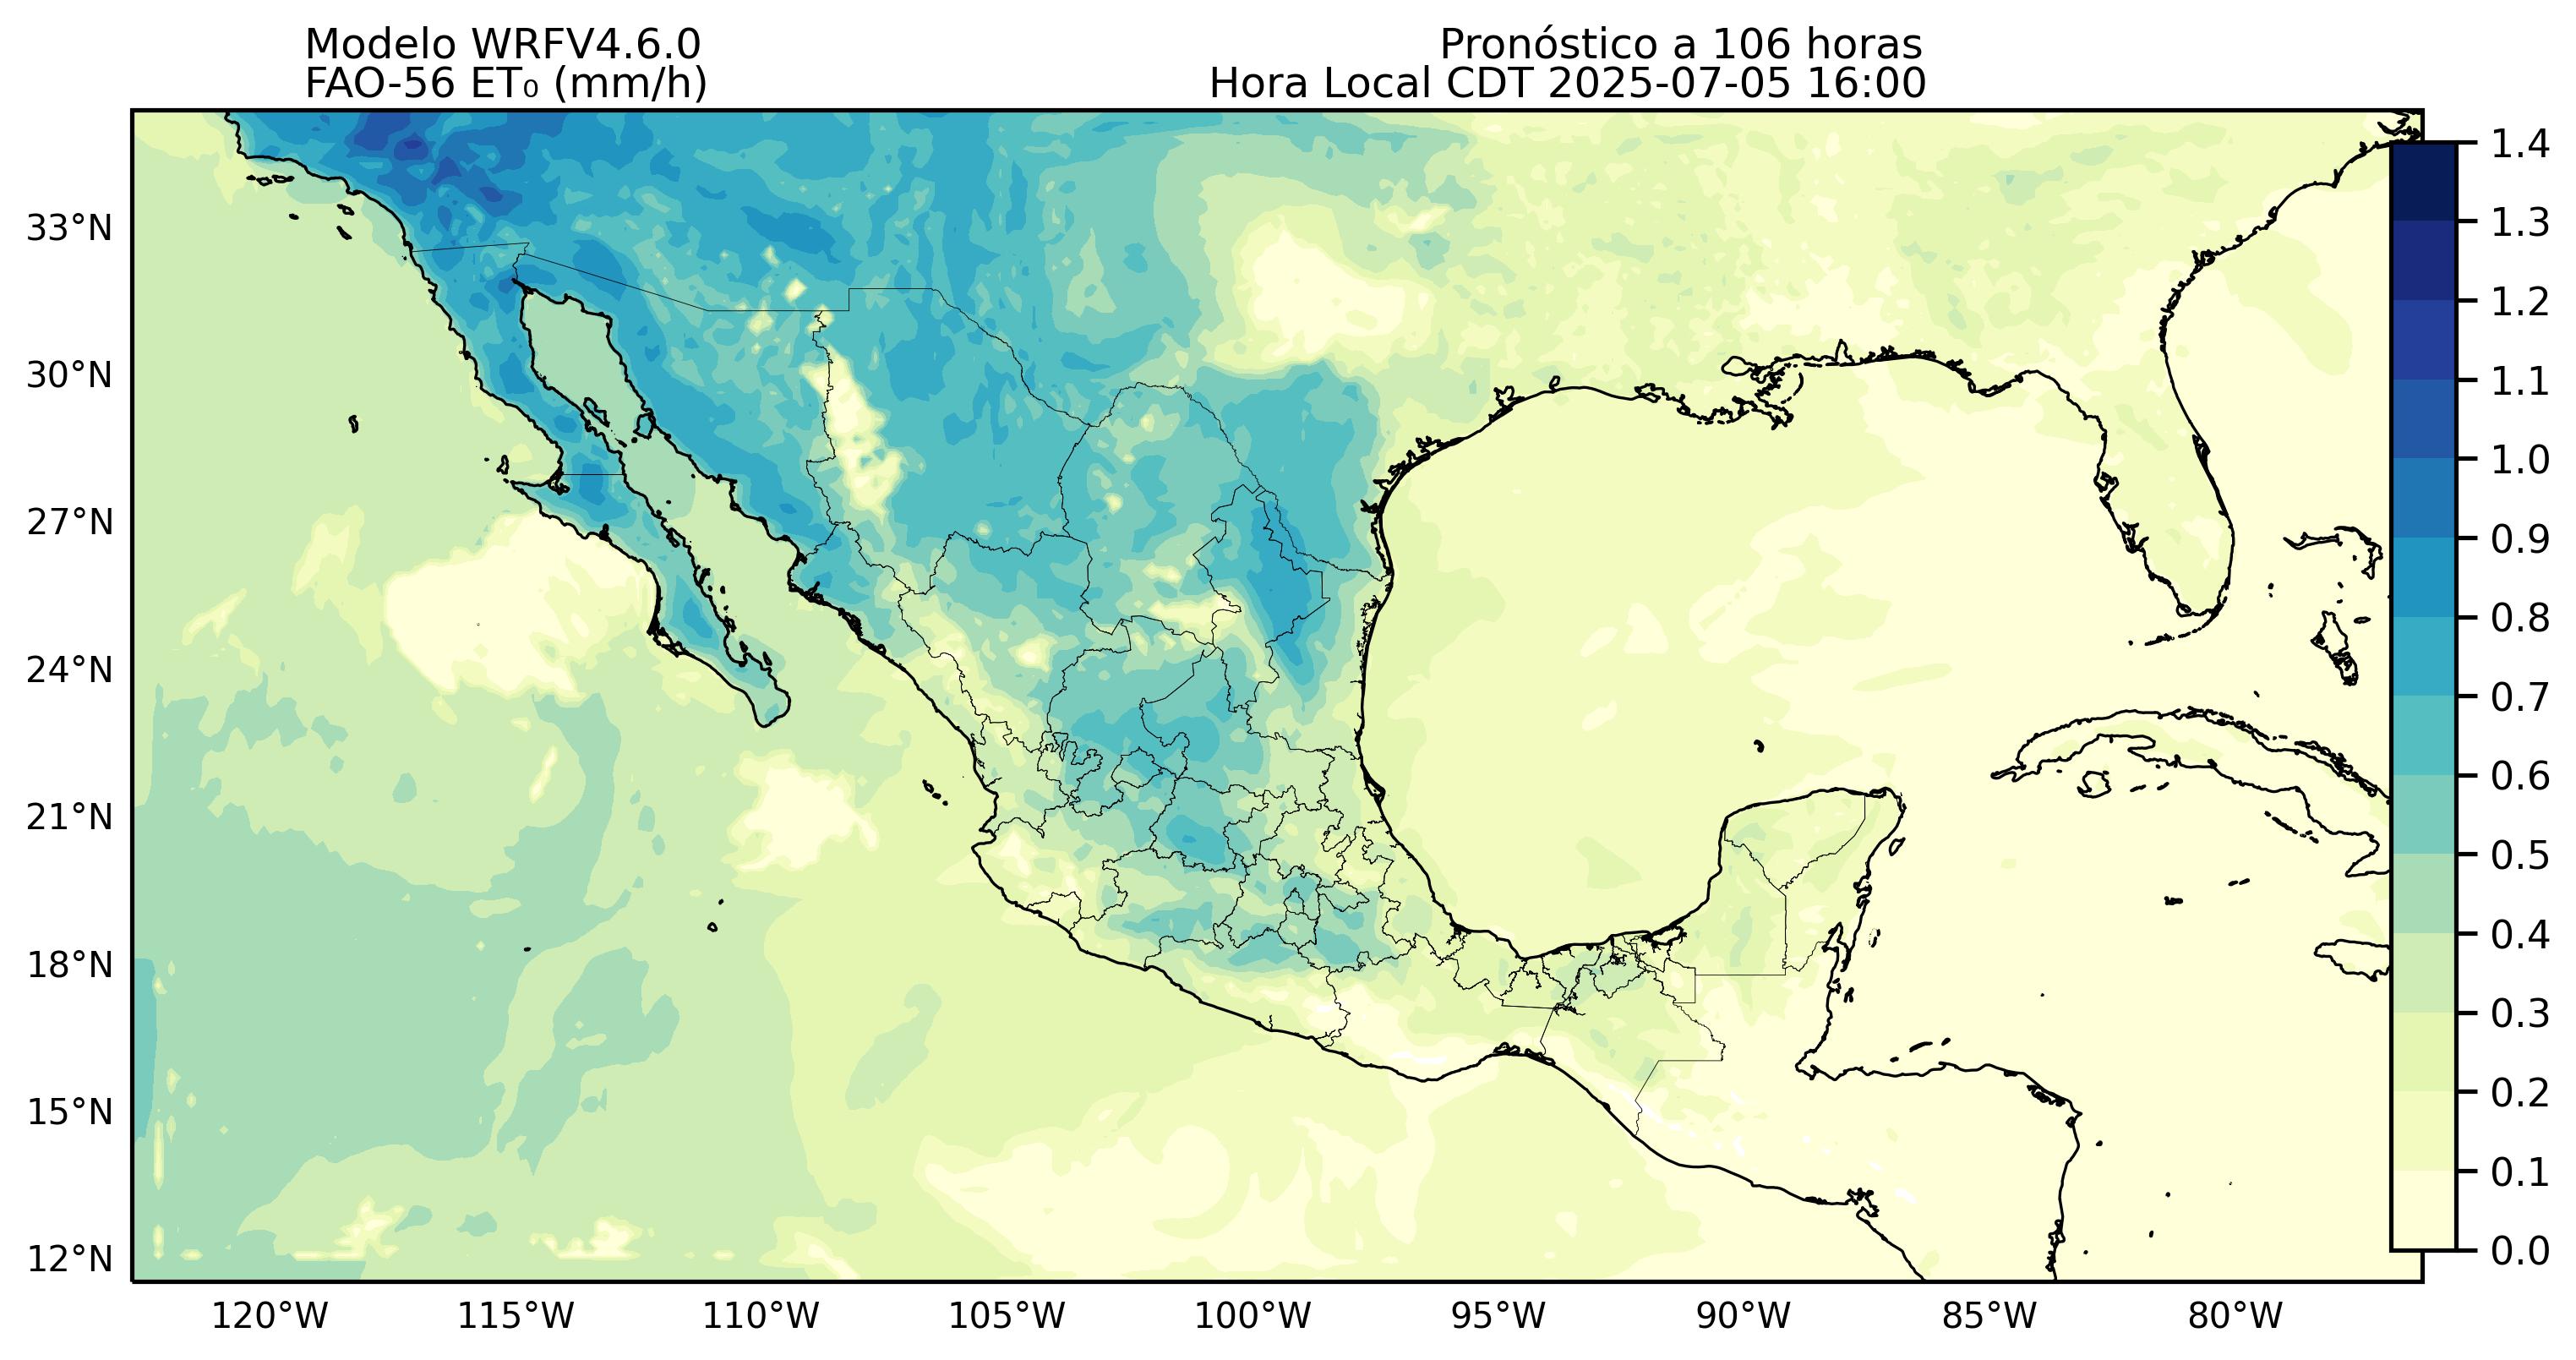 Modelo WRFV4.6.0
FAO-56 ET₀ (mm/h)
Pronóstico a 106 horas
Hora Local CDT 2025-07-05 16:00
33°N
30°N
27°N
24°N
21°N
18°N
15°N
12°N
120°W
115°W
110°W
105°W
100°W
95°W
90°W
85°W
80°W
1.4
1.3
1.2
1.1
1.0
0.9
0.8
0.7
0.6
0.5
0.4
0.3
0.2
0.1
0.0